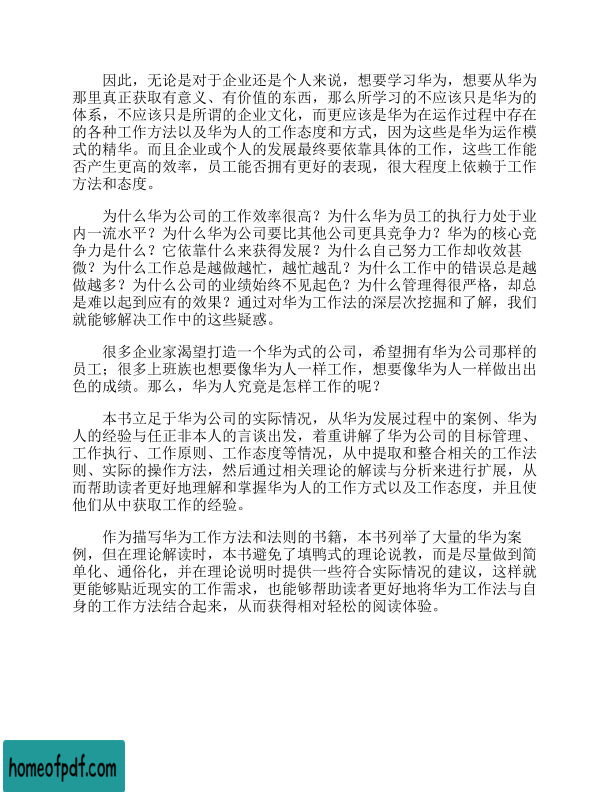 因此，无论是对于企业还是个人来说，想要学习华为，想要从华为
那里真正获取有意义、有价值的东西，那么所学习的不应该只是华为的
体系，不应该只是所谓的企业文化，而更应该是华为在运作过程中存在
的各种工作方法以及华为人的工作态度和方式，因为这些是华为运作模
式的精华。而且企业或个人的发展最终要依靠具体的工作，这些工作能
否产生更高的效率，员工能否拥有更好的表现，很大程度上依赖于工作
方法和态度。
为什么华为公司的工作效率很高？为什么华为员工的执行力处于业
内一流水平？为什么华为公司要比其他公司更具竞争力？华为的核心竞
争力是什么？它依靠什么来获得发展？为什么自己努力工作却收效甚
微？为什么工作总是越做越忙，越忙越乱？为什么工作中的错误总是越
做越多？为什么公司的业绩始终不见起色？为什么管理得很严格，却总
是难以起到应有的效果？通过对华为工作法的深层次挖掘和了解，我们
就能够解决工作中的这些疑惑。
很多企业家渴望打造一个华为式的公司，希望拥有华为公司那样的
员工；很多上班族也想要像华为人一样工作，想要像华为人一样做出出
色的成绩。那么，华为人究竟是怎样工作的呢？
本书立足于华为公司的实际情况，从华为发展过程中的案例、华为
人的经验与任正非本人的言谈出发，着重讲解了华为公司的目标管理、
工作执行、工作原则、工作态度等情况，从中提取和整合相关的工作法
则、实际的操作方法，然后通过相关理论的解读与分析来进行扩展，从
而帮助读者更好地理解和掌握华为人的工作方式以及工作态度，并且使
他们从中获取工作的经验。
作为描写华为工作方法和法则的书籍，本书列举了大量的华为案
例，但在理论解读时，本书避免了填鸭式的理论说教，而是尽量做到简
单化、通俗化，并在理论说明时提供一些符合实际情况的建议，这样就
更能够贴近现实的工作需求，也能够帮助读者更好地将华为工作法与自
身的工作方法结合起来，从而获得相对轻松的阅读体验。
homeofpdf.com